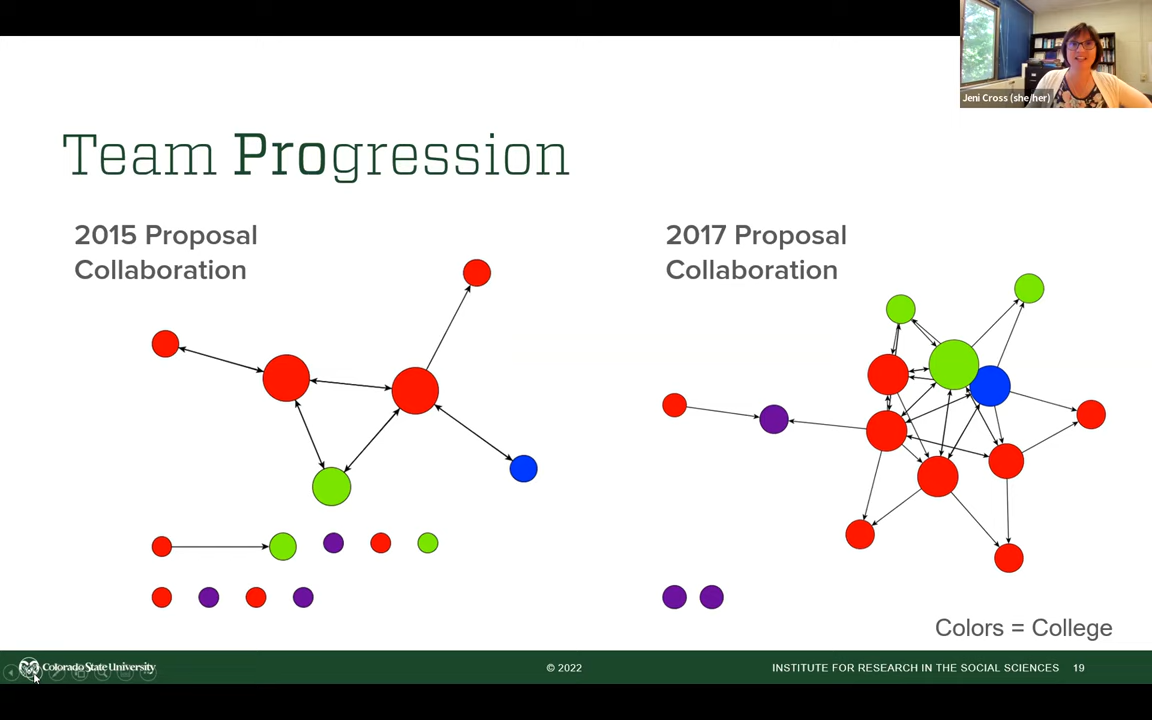 Jeni Cross (she/her)
Team Progression
2015 Proposal
Collaboration
2017 Proposal
Collaboration
Colors = College
Colorado State University
© 2022
INSTITUTE FOR RESEARCH IN THE SOCIAL SCIENCES 19